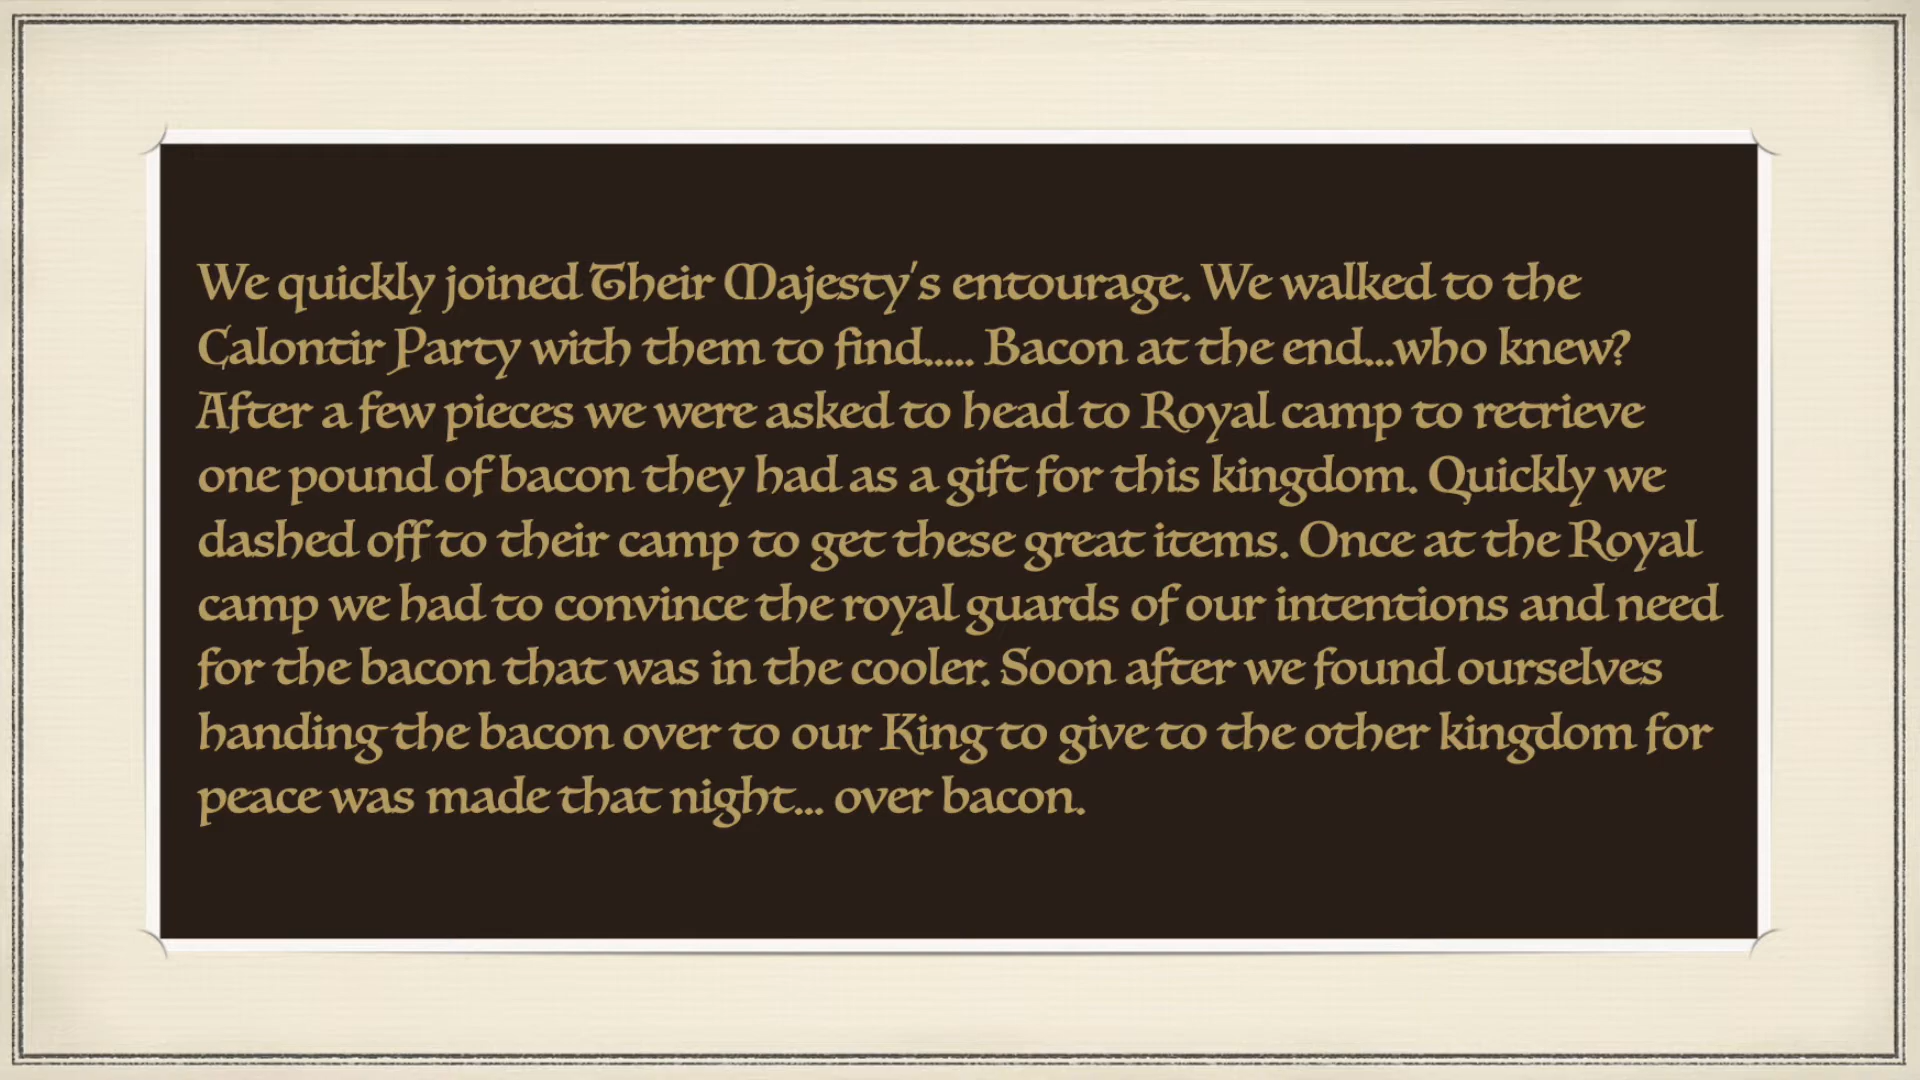 We quickly joined Their Majesty's entourage. We walked to the
Calontir Party with them to find..... Bacon at the end...who knew?
After a few pieces we were asked to head to Royal camp to retrieve
one pound of bacon they had as a gift for this kingdom. Quickly we
dashed off to their camp to get these great items. Once at the Royal
camp we had to convince the royal guards of our intentions and need
for the bacon that was in the cooler. Soon after we found ourselves
handing the bacon over to our King to give to the other kingdom for
peace was made that night... over bacon.